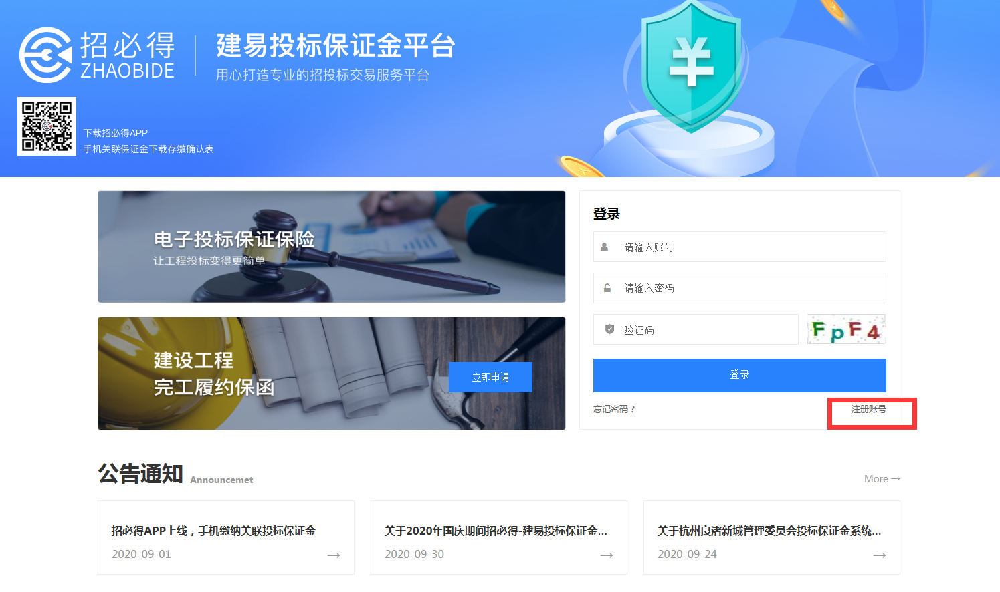 招必得
ZHAOBIDE
建易投标保证金平台
用心打造专业的招投标交易服务平台
下载招必得APP
手机关联保证金下载存缴确认表
电子投标保证保险
让工程投标变得更简单
建设工程
完工履约保函
立即申请
登录
请输入账号
请输入密码
验证码
FpF4
登录
忘记密码？
注册账号
公告通知 Announcemet
More →
招必得APP上线，手机缴纳关联投标保证金
2020-09-01 →
关于2020年国庆期间招必得-建易投标保证金...
2020-09-30 →
关于杭州良渚新诚管理委员会投标保证金系统...
2020-09-24 →